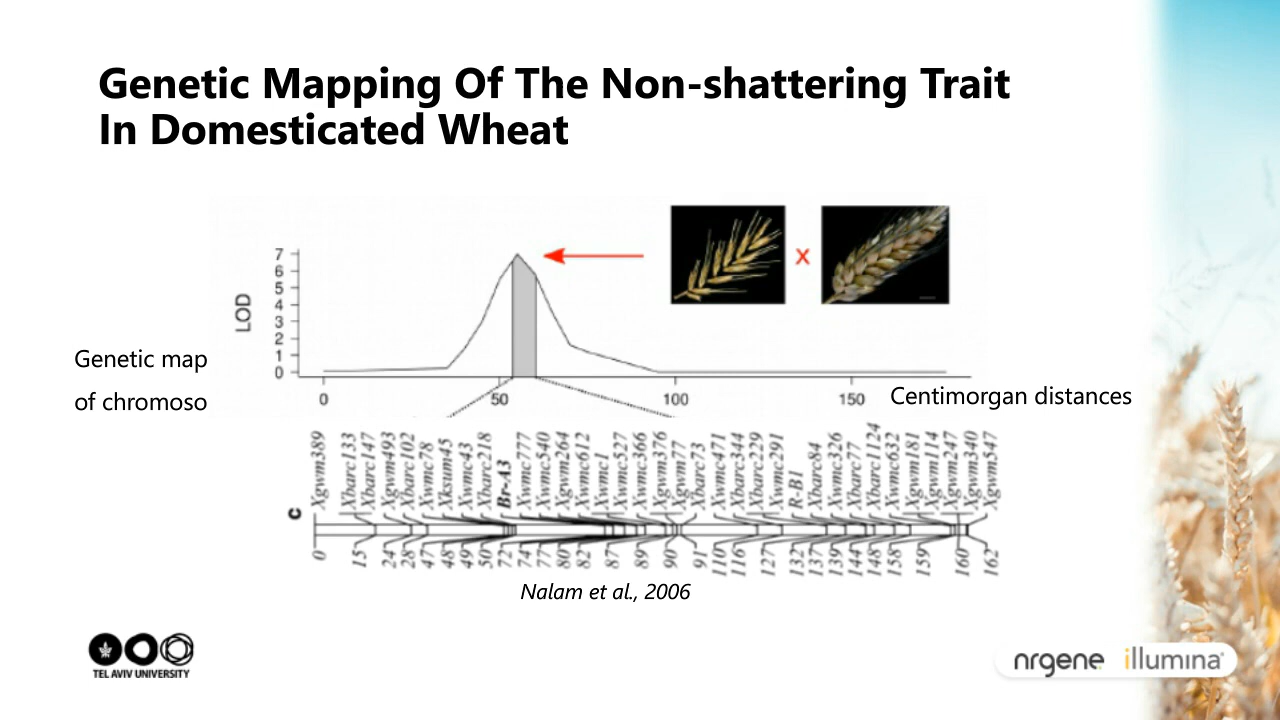 Genetic Mapping Of The Non-shattering Trait
In Domesticated Wheat
7
6
5
4
3
2
1
0
LOD
x
Genetic map
of chromoso
0 50 100 150
Centimorgan distances
c
Xgwm389 Xbarc133 Xbarc147 Xgwm493 Xbarc102 Xwmc78 Xksum45 Xwmc43 Xbarc218 Br-A3 Xwmc777 Xwmc540 Xgwm264 Xwmc612 Xwmc1 Xwmc527 Xwmc366 Xgwm376 Xgwm77 Xbarc73 Xwmc471 Xbarc344 Xbarc229 Xwmc291 R-B1 Xbarc84 Xwmc326 Xbarc77 Xbarc1124 Xwmc632 Xgwm181 Xgwm114 Xgwm247 Xgwm340 Xgwm547
0 15 24 28 47 48 49 50 72 74 77 80 82 87 89 90 91 110 116 127 132 137 139 144 148 158 159 160 162
Nalam et al., 2006
TEL AVIV UNIVERSITY
nrgene illumina®